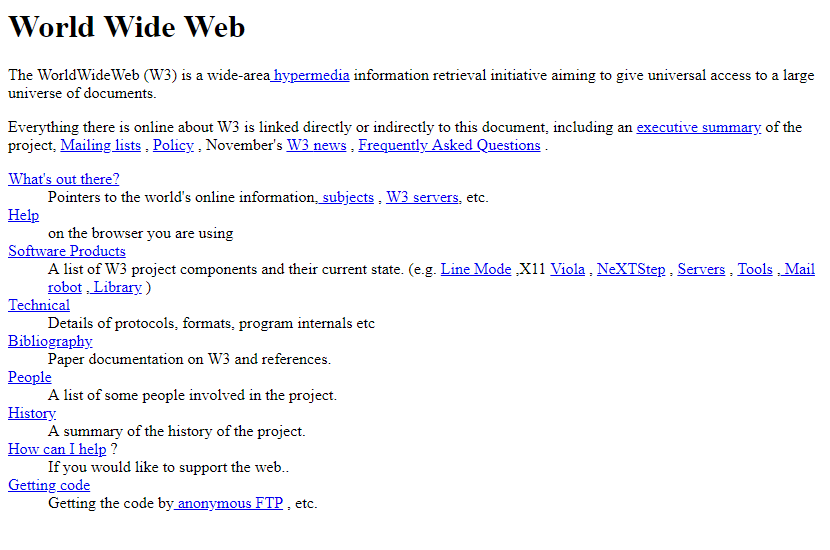 World Wide Web
The WorldWideWeb (W3) is a wide-area hypermedia information retrieval initiative aiming to give universal access to a large
universe of documents.
Everything there is online about W3 is linked directly or indirectly to this document, including an executive summary of the
project, Mailing lists , Policy , November's W3 news , Frequently Asked Questions .
What's out there?
Pointers to the world's online information, subjects , W3 servers, etc.
Help
on the browser you are using
Software Products
A list of W3 project components and their current state. (e.g. Line Mode ,X11 Viola , NeXTStep , Servers , Tools , Mail
robot , Library )
Technical
Details of protocols, formats, program internals etc
Bibliography
Paper documentation on W3 and references.
People
A list of some people involved in the project.
History
A summary of the history of the project.
How can I help ?
If you would like to support the web..
Getting code
Getting the code by anonymous FTP , etc.